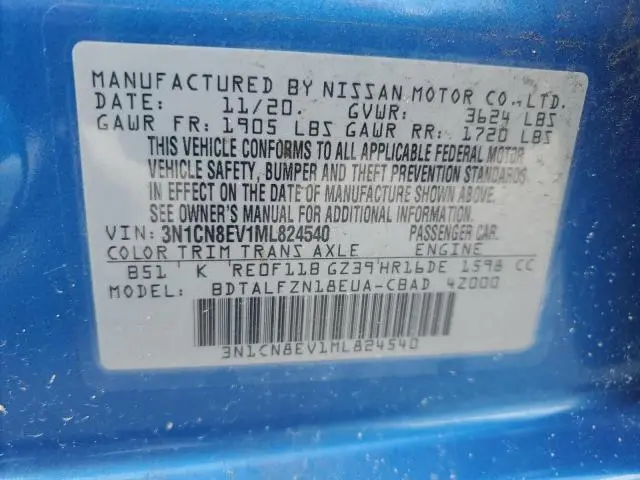 MANUFACTURED BY NISSAN MOTOR CO.,LTD.
DATE: 11/20. GVWR: 3624 LBS
GAWR FR: 1905 LBS GAWR RR: 1720 LBS
THIS VEHICLE CONFORMS TO ALL APPLICABLE FEDERAL MOTOR
VEHICLE SAFETY, BUMPER AND THEFT PREVENTION STANDARDS
IN EFFECT ON THE DATE OF MANUFACTURE SHOWN ABOVE.
SEE OWNER'S MANUAL FOR ADDITIONAL INFORMATION.
VIN: 3N1CN8EV1ML824540 PASSENGER CAR.
COLOR TRIM TRANS AXLE ENGINE
B51 K RE0F11B GZ39 HR16DE 1598 CC
MODEL: BDTALFZN18EUA-CBAD 4Z000
3N1CN8EV1ML824540